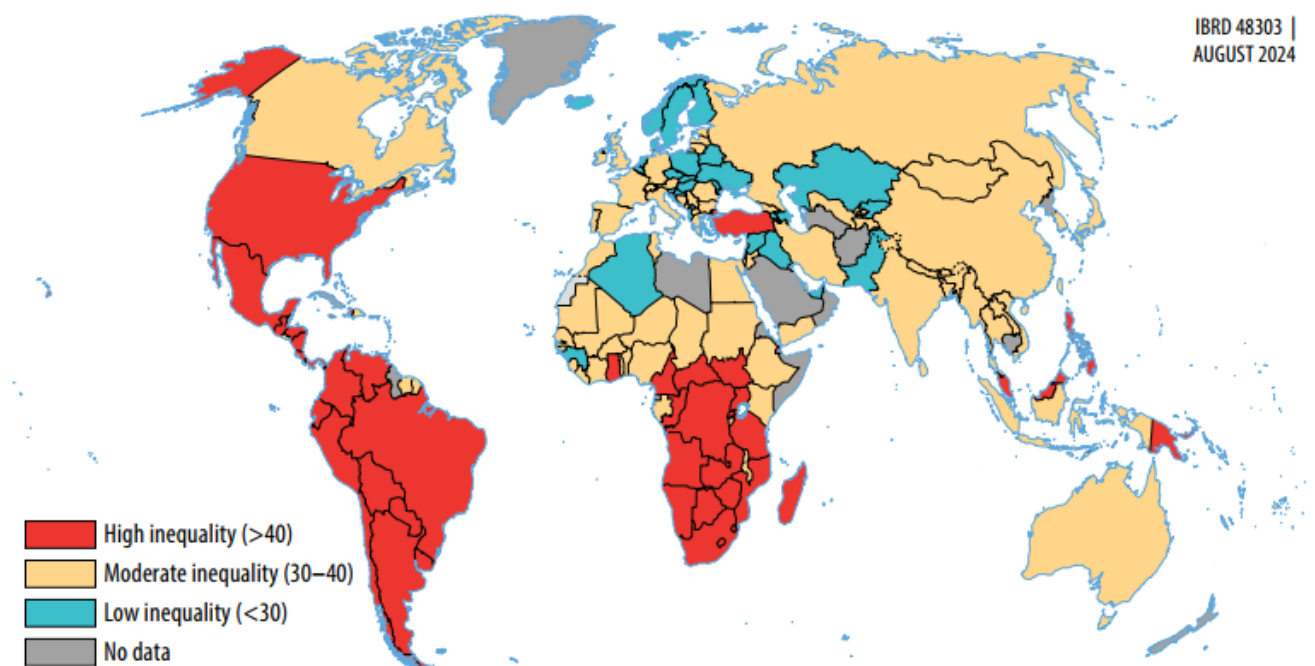 IBRD 48303 |
AUGUST 2024
High inequality (>40)
Moderate inequality (30–40)
Low inequality (<30)
No data